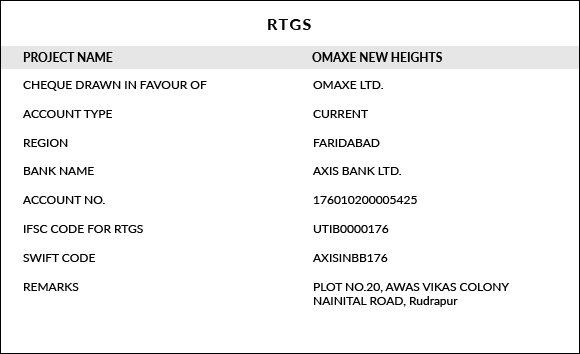 RTGS
PROJECT NAME OMAXE NEW HEIGHTS
CHEQUE DRAWN IN FAVOUR OF OMAXE LTD.
ACCOUNT TYPE CURRENT
REGION FARIDABAD
BANK NAME AXIS BANK LTD.
ACCOUNT NO. 176010200005425
IFSC CODE FOR RTGS UTIB0000176
SWIFT CODE AXISINBB176
REMARKS PLOT NO.20, AWAS VIKAS COLONY
NAINITAL ROAD, Rudrapur